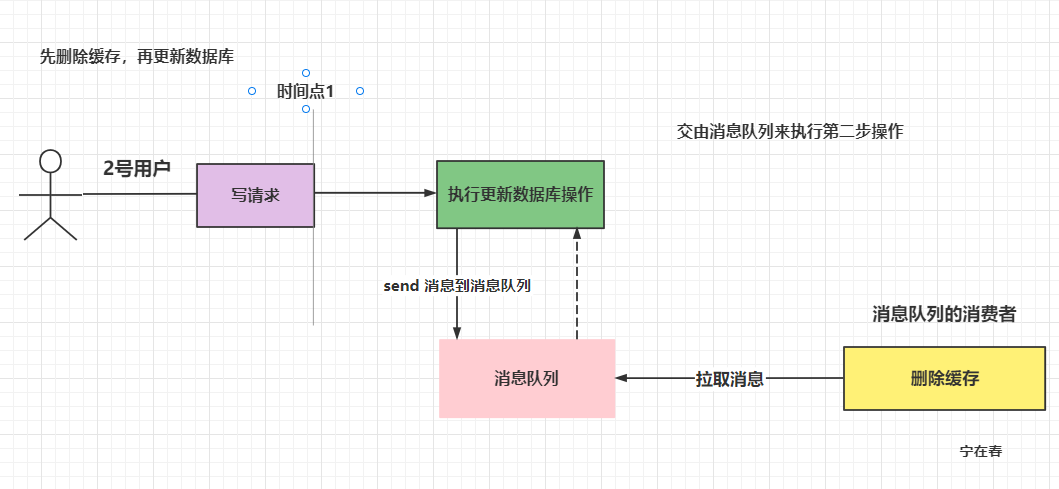 先删除缓存，再更新数据库
时间点1
交由消息队列来执行第二步操作
2号用户
写请求
执行更新数据库操作
send 消息到消息队列
消息队列的消费者
消息队列
拉取消息
删除缓存
宁在春